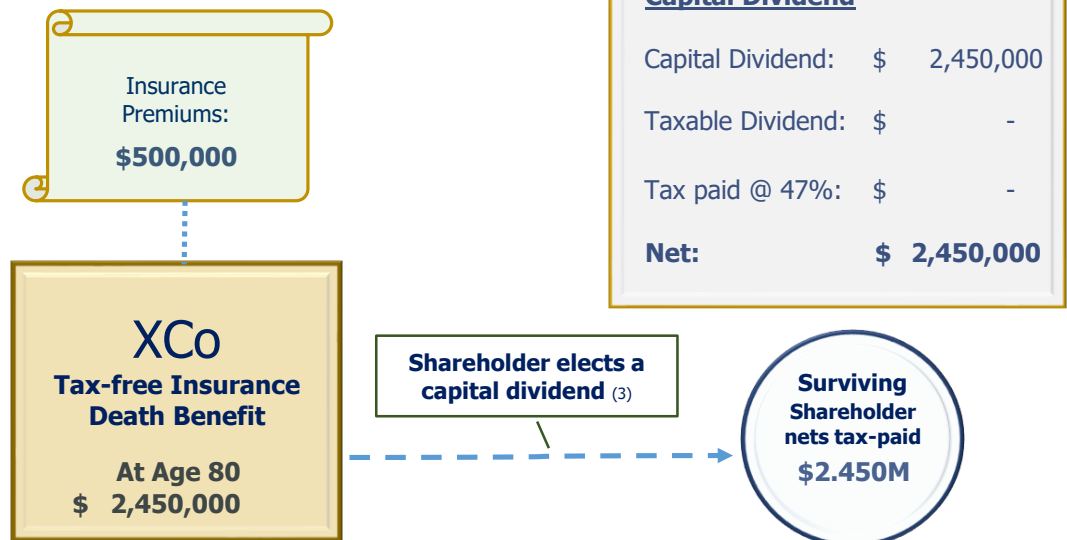 Insurance
Premiums:
$500,000
Capital Dividend
Capital Dividend: $ 2,450,000
Taxable Dividend: $ -
Tax paid @ 47%: $ -
Net: $ 2,450,000
XCo
Tax-free Insurance
Death Benefit
At Age 80
$ 2,450,000
Shareholder elects a
capital dividend (3)
Surviving
Shareholder
nets tax-paid
$2.450M